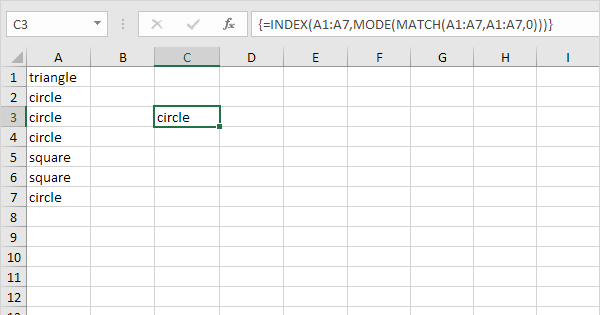 C3 fx {=INDEX(A1:A7,MODE(MATCH(A1:A7,A1:A7,0)))}
A B C D E F G H I
1 triangle
2 circle
3 circle circle
4 circle
5 square
6 square
7 circle
8
9
10
11
12